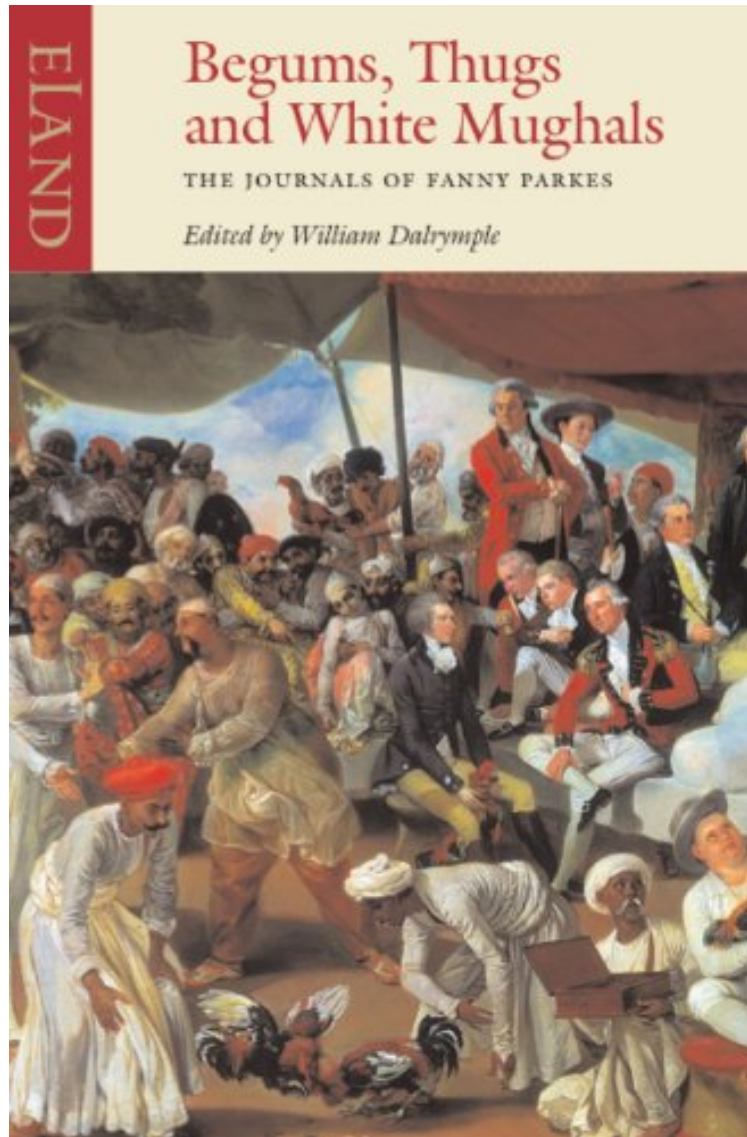 ELAND
Begums, Thugs
and White Mughals
THE JOURNALS OF FANNY PARKES
Edited by William Dalrymple